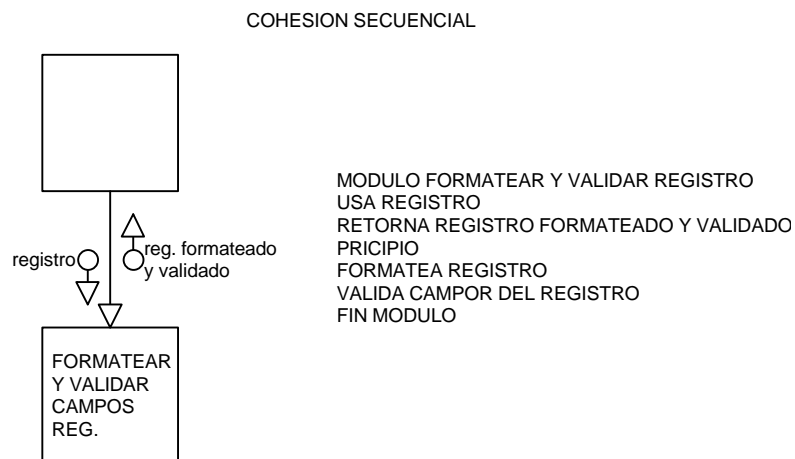 COHESION SECUENCIAL
MODULO FORMATEAR Y VALIDAR REGISTRO
USA REGISTRO
RETORNA REGISTRO FORMATEADO Y VALIDADO
PRICIPIO
FORMATEA REGISTRO
VALIDA CAMPOR DEL REGISTRO
FIN MODULO
registro
reg. formateado
y validado
FORMATEAR
Y VALIDAR
CAMPOS
REG.